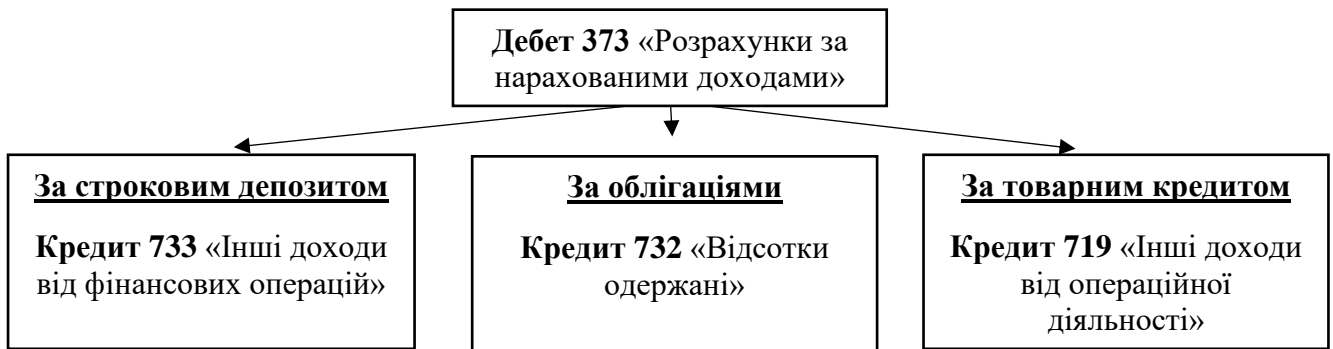 Дебет 373 «Розрахунки за
нарахованими доходами»
За строковим депозитом
Кредит 733 «Інші доходи
від фінансових операцій»
За облігаціями
Кредит 732 «Відсотки
одержані»
За товарним кредитом
Кредит 719 «Інші доходи
від операційної
діяльності»